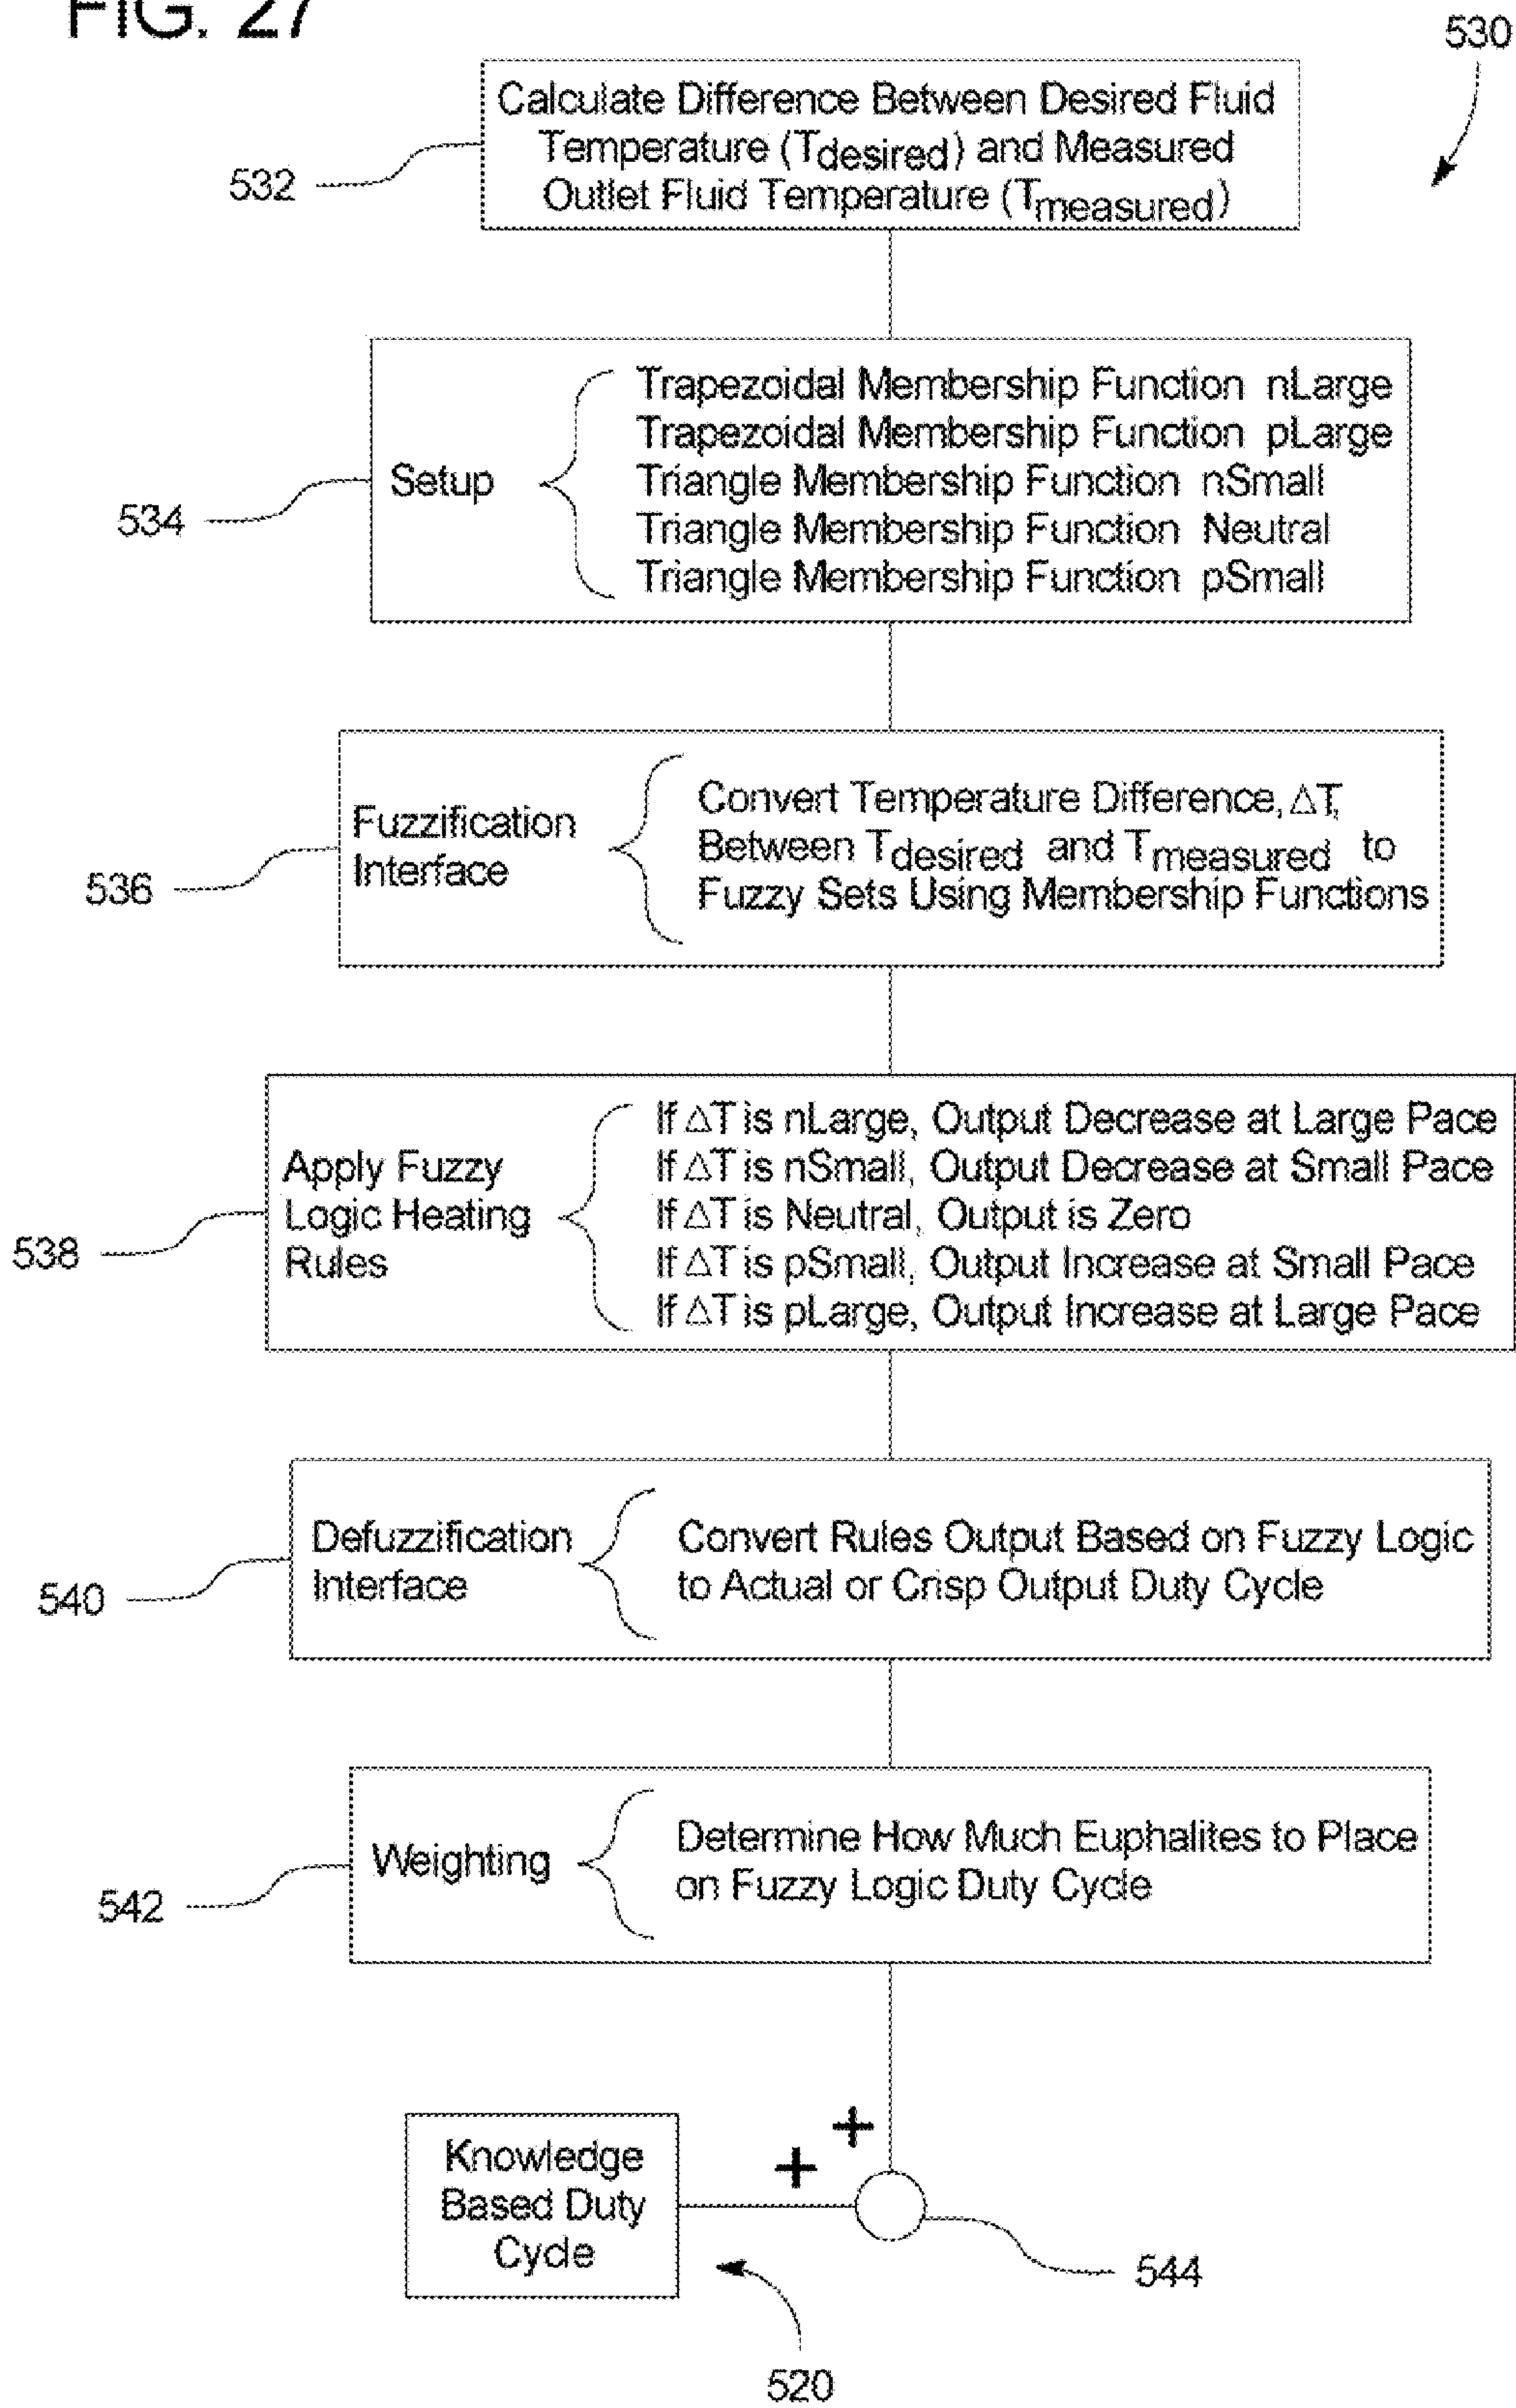 FIG. 27
530
Calculate Difference Between Desired Fluid
Temperature (Tdesired) and Measured
Outlet Fluid Temperature (Tmeasured)
532
Setup
Trapezoidal Membership Function nLarge
Trapezoidal Membership Function pLarge
Triangle Membership Function nSmall
Triangle Membership Function Neutral
Triangle Membership Function pSmall
534
Fuzzification
Interface
Convert Temperature Difference, ΔT,
Between Tdesired and Tmeasured to
Fuzzy Sets Using Membership Functions
536
Apply Fuzzy
Logic Heating
Rules
If ΔT is nLarge, Output Decrease at Large Pace
If ΔT is nSmall, Output Decrease at Small Pace
If ΔT is Neutral, Output is Zero
If ΔT is pSmall, Output Increase at Small Pace
If ΔT is pLarge, Output Increase at Large Pace
538
Defuzzification
Interface
Convert Rules Output Based on Fuzzy Logic
to Actual or Crisp Output Duty Cycle
540
Weighting
Determine How Much Euphalites to Place
on Fuzzy Logic Duty Cycle
542
+
+
Knowledge
Based Duty
Cycle
544
520